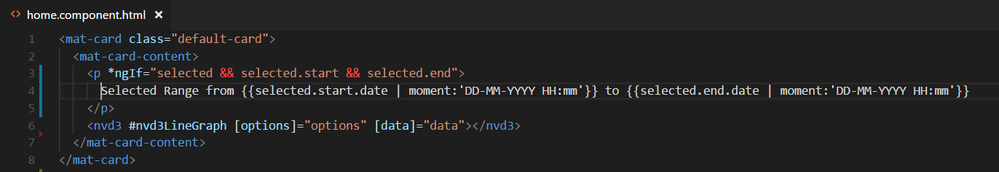 <> home.component.html ×
1 <mat-card class="default-card">
2   <mat-card-content>
3     <p *ngIf="selected && selected.start && selected.end">
4       Selected Range from {{selected.start.date | moment:'DD-MM-YYYY HH:mm'}} to {{selected.end.date | moment:'DD-MM-YYYY HH:mm'}}
5     </p>
6     <nvd3 #nvd3LineGraph [options]="options" [data]="data"></nvd3>
7   </mat-card-content>
8 </mat-card>